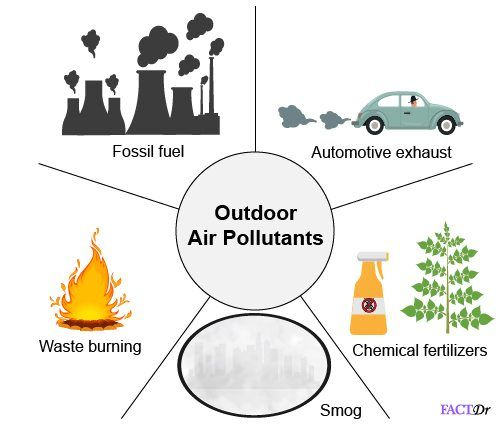 Fossil fuel
Automotive exhaust
Outdoor
Air Pollutants
Waste burning
Chemical fertilizers
Smog
FACTDr